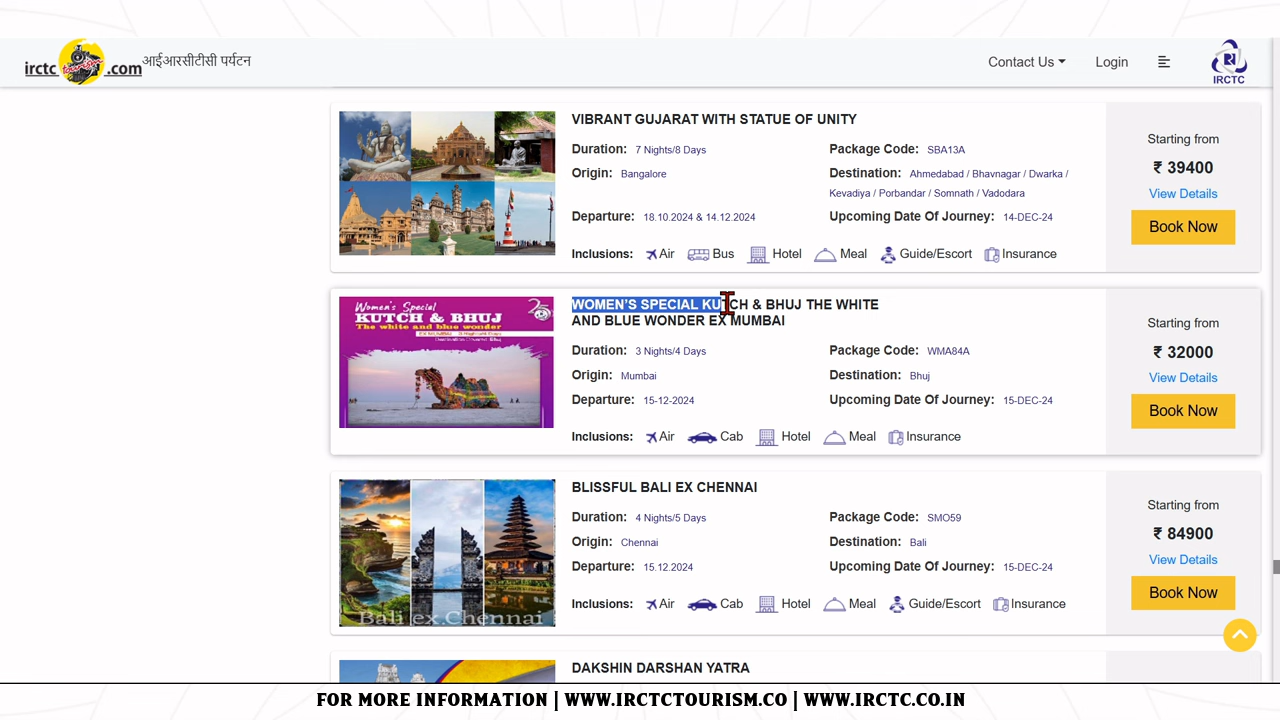 irctc tourism .com आईआरसीटीसी पर्यटन
Contact Us
Login
IRCTC
VIBRANT GUJARAT WITH STATUE OF UNITY
Duration: 7 Nights/8 Days
Package Code: SBA13A
Origin: Bangalore
Destination: Ahmedabad / Bhavnagar / Dwarka /
Kevadiya / Porbandar / Somnath / Vadodara
Departure: 18.10.2024 & 14.12.2024
Upcoming Date Of Journey: 14-DEC-24
Inclusions: Air Bus Hotel Meal Guide/Escort Insurance
Starting from
₹ 39400
View Details
Book Now
Women's Special
KUTCH & BHUJ
The white and blue wonder
WOMEN'S SPECIAL KUTCH & BHUJ THE WHITE
AND BLUE WONDER EX MUMBAI
Duration: 3 Nights/4 Days
Package Code: WMA84A
Origin: Mumbai
Destination: Bhuj
Departure: 15-12-2024
Upcoming Date Of Journey: 15-DEC-24
Inclusions: Air Cab Hotel Meal Insurance
Starting from
₹ 32000
View Details
Book Now
Bali ex.Chennai
BLISSFUL BALI EX CHENNAI
Duration: 4 Nights/5 Days
Package Code: SMO59
Origin: Chennai
Destination: Bali
Departure: 15.12.2024
Upcoming Date Of Journey: 15-DEC-24
Inclusions: Air Cab Hotel Meal Guide/Escort Insurance
Starting from
₹ 84900
View Details
Book Now
DAKSHIN DARSHAN YATRA
FOR MORE INFORMATION | WWW.IRCTCTOURISM.CO | WWW.IRCTC.CO.IN